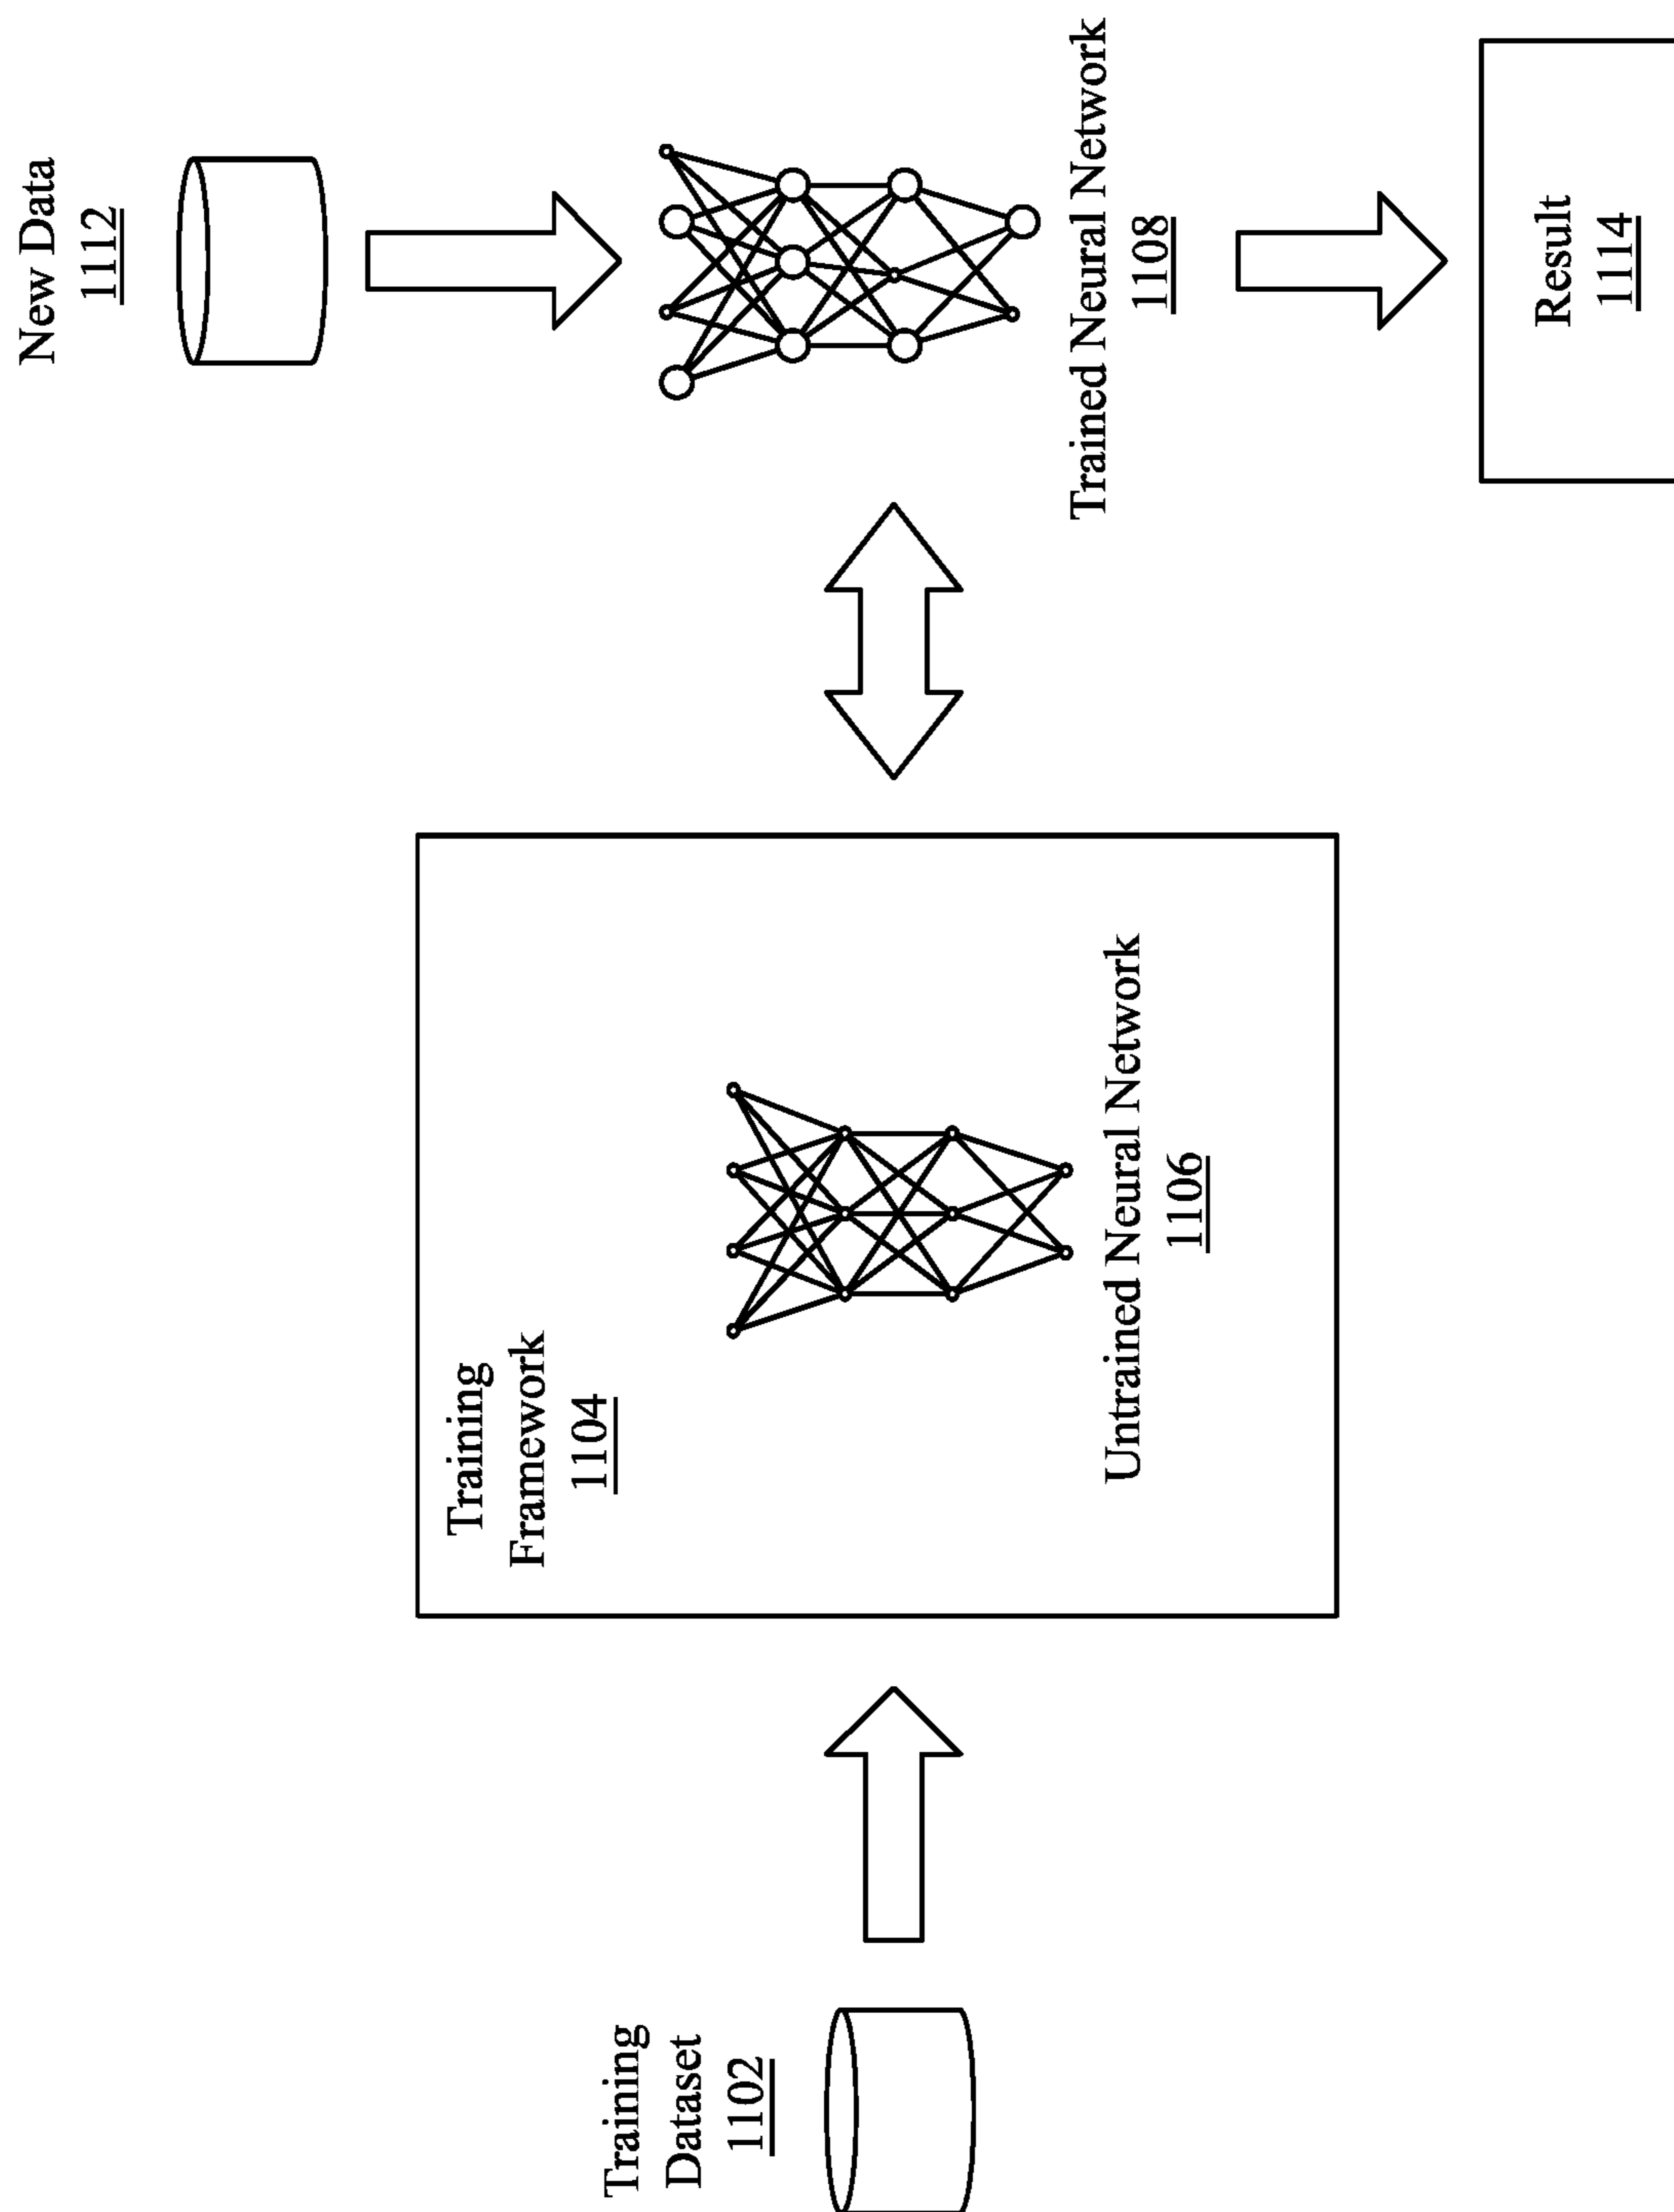 Training
Dataset
1102
Training
Framework
1104
Untrained Neural Network
1106
New Data
1112
Trained Neural Network
1108
Result
1114